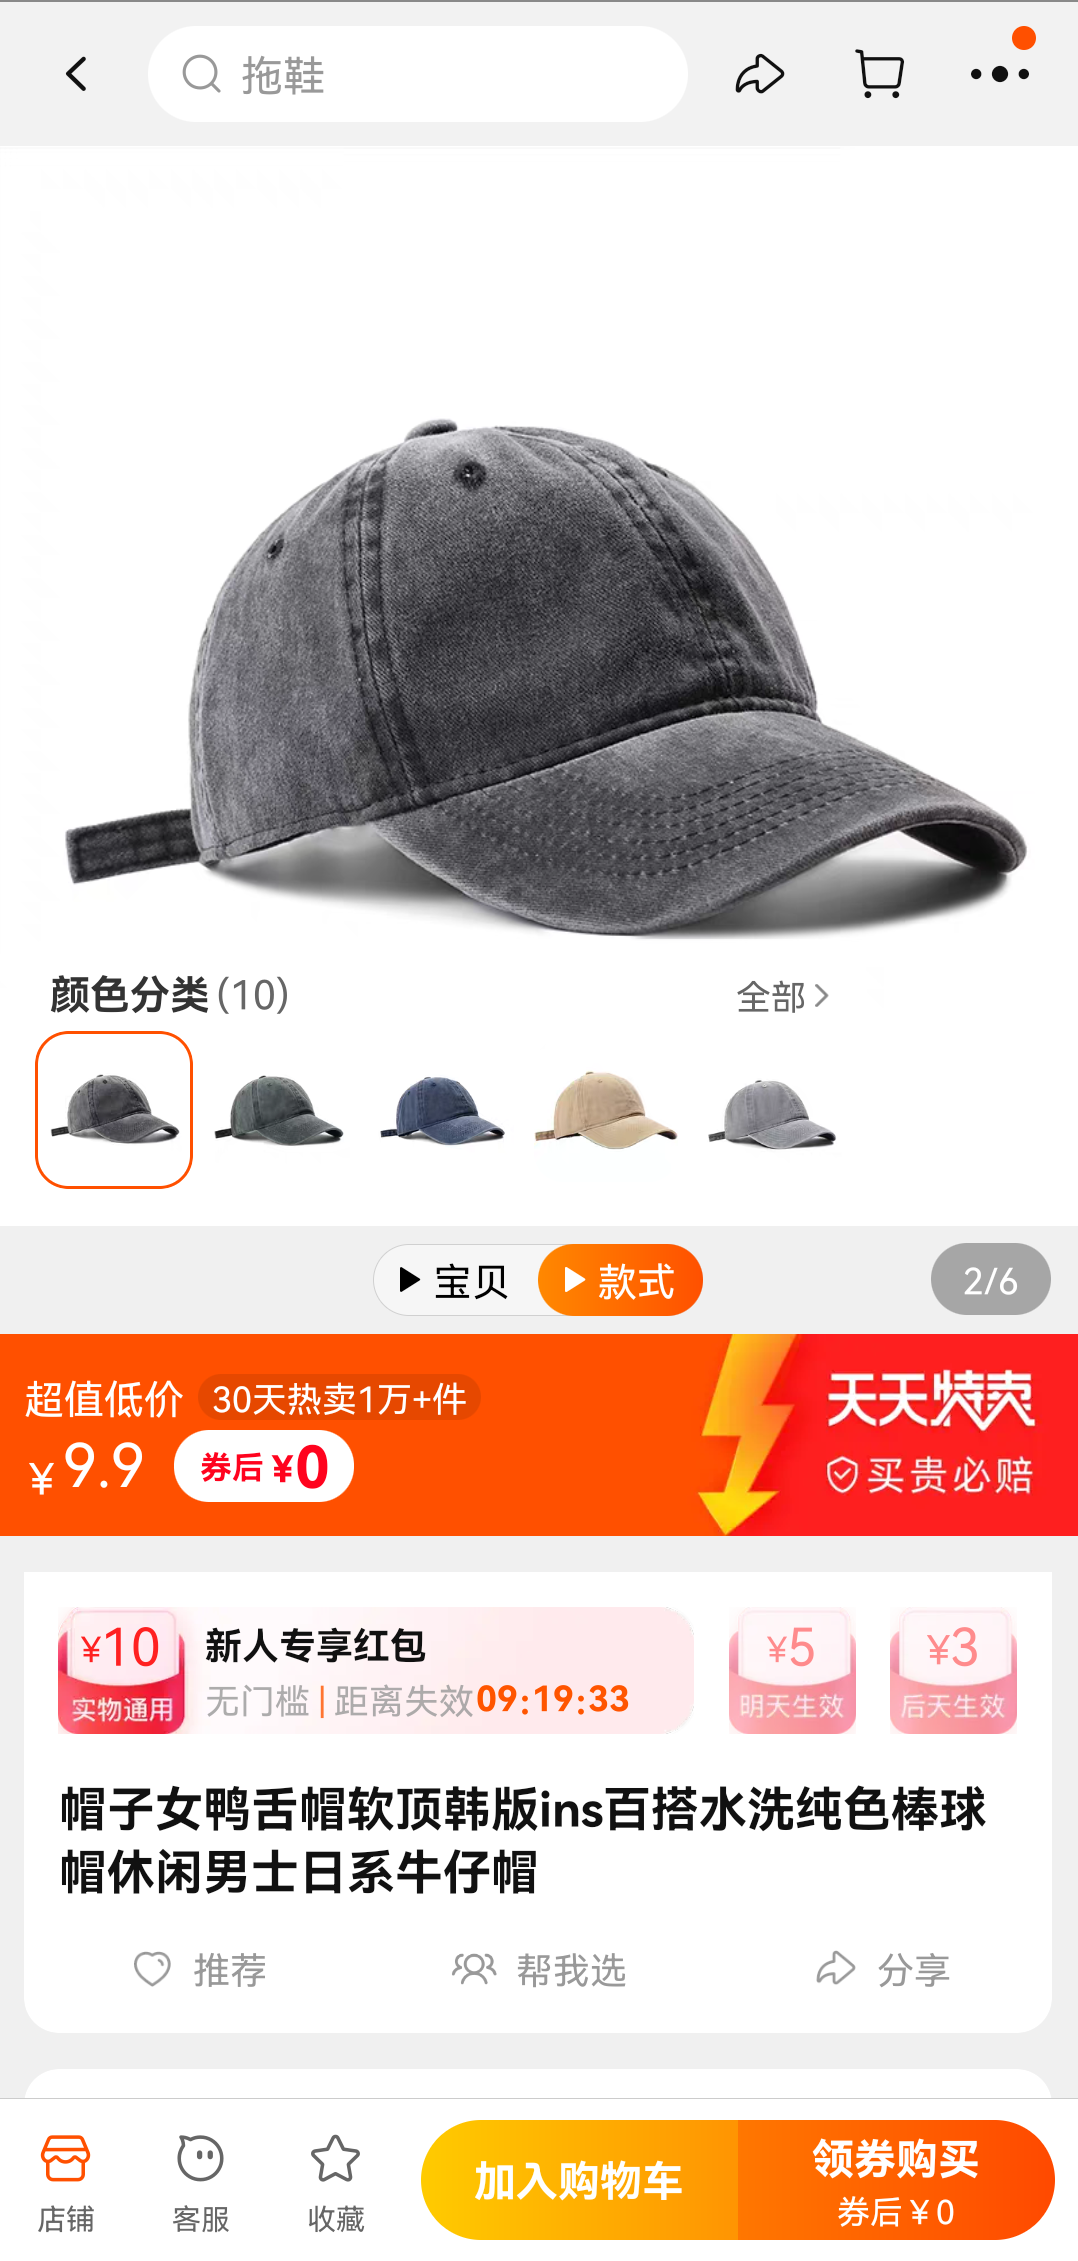 拖鞋
颜色分类(10)
全部
宝贝
款式
2/6
超值低价 30天热卖1万+件
¥9.9 券后¥0
天天特卖
买贵必赔
¥10
实物通用
新人专享红包
无门槛|距离失效09:19:33
¥5
明天生效
¥3
后天生效
帽子女鸭舌帽软顶韩版ins百搭水洗纯色棒球
帽休闲男士日系牛仔帽
推荐
帮我选
分享
店铺
客服
收藏
加入购物车
领券购买
券后¥0